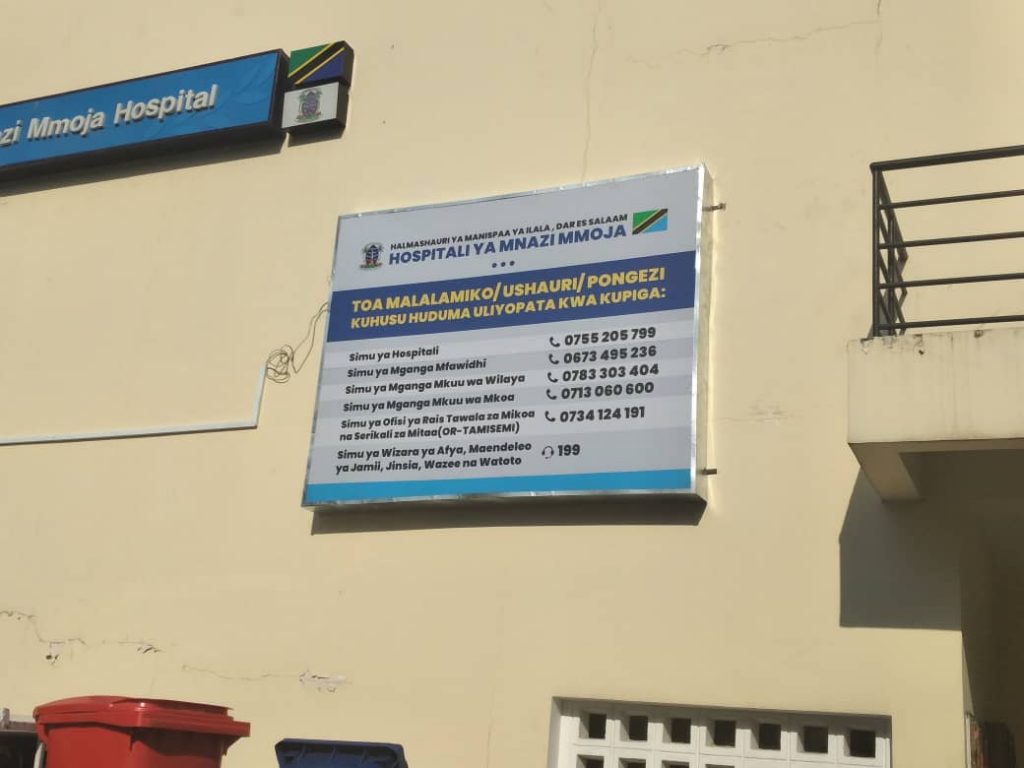 Mmoja Hospital
HALMASHAURI YA MANISPAA YA ILALA , DAR ES SALAAM
HOSPITALI YA MNAZI MMOJA
TOA MALALAMIKO/ USHAURI/ PONGEZI
KUHUSU HUDUMA ULIYOPATA KWA KUPIGA:
Simu ya Hospitali 0755 205 799
Simu ya Mganga Mfawidhi 0673 495 236
Simu ya Mganga Mkuu wa Wilaya 0783 303 404
Simu ya Mganga Mkuu wa Mkoa 0713 060 600
Simu ya Ofisi ya Rais Tawala za Mikoa 0734 124 191
na Serikali za Mitaa(OR-TAMISEMI)
Simu ya Wizara ya Afya, Maendeleo 199
ya Jamii, Jinsia, Wazee na Watoto